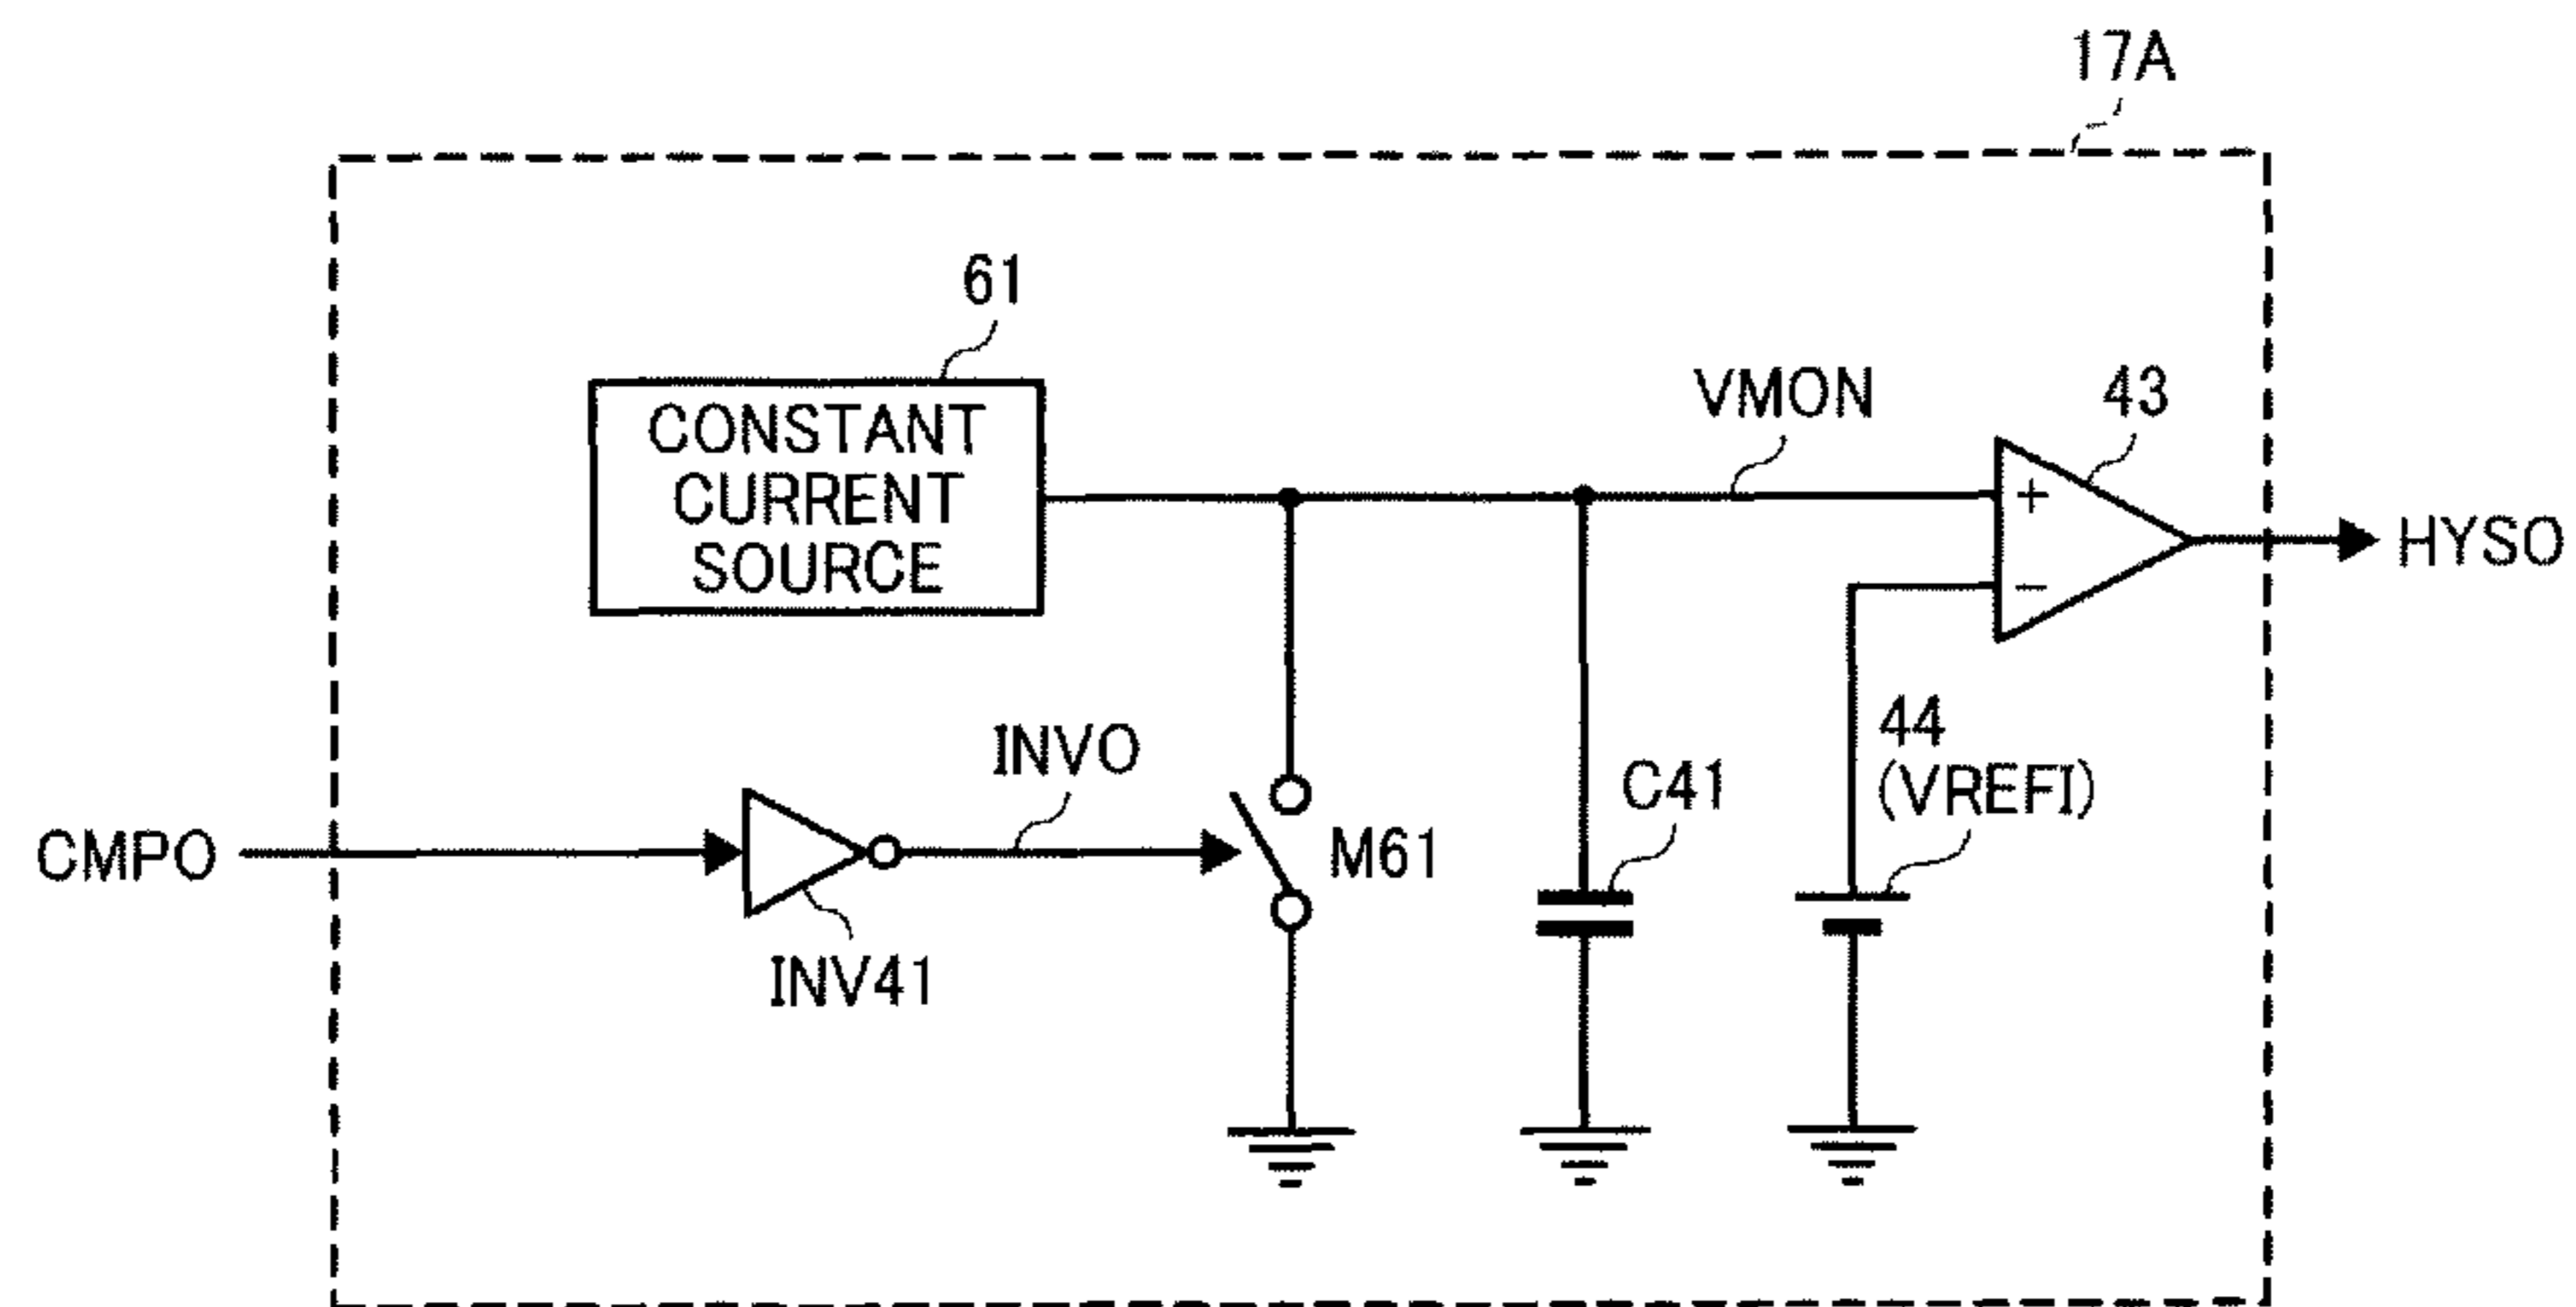 17A
61
CONSTANT
CURRENT
SOURCE
VMON
43
+
−
HYSO
44
(VREFI)
INVO
C41
CMPO
M61
INV41